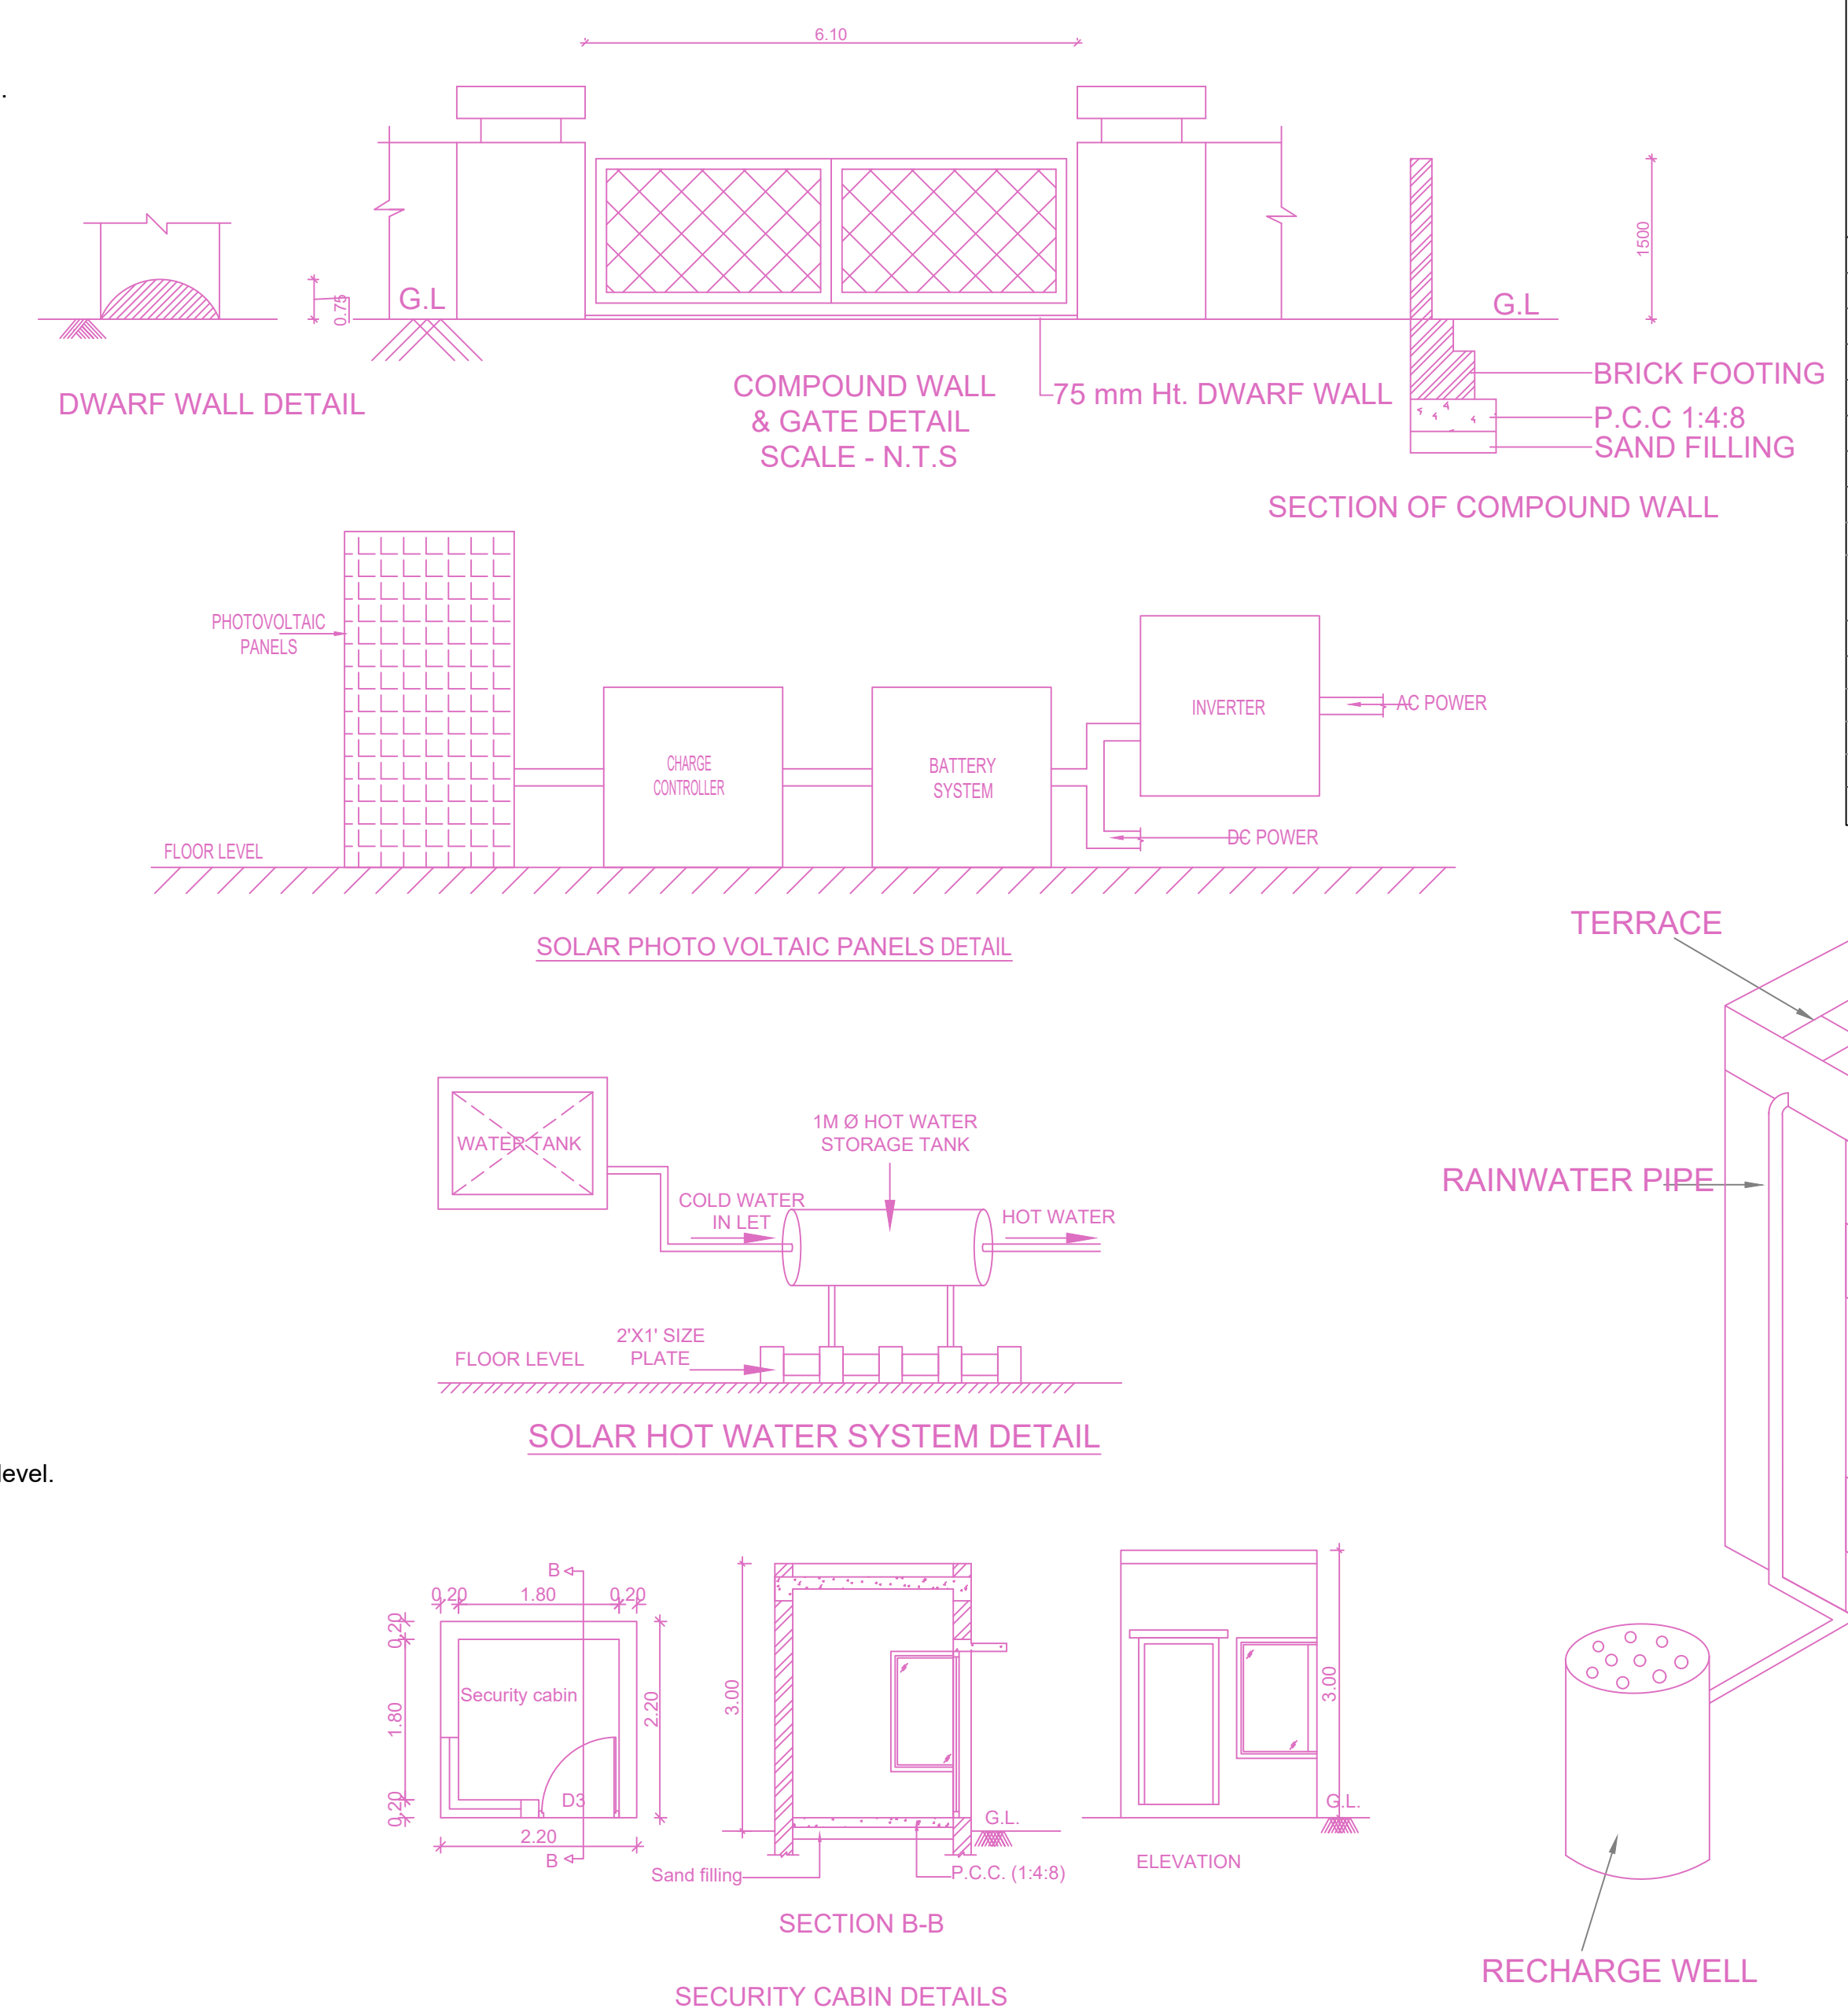 6.10
.
1500
0.75
G.L
G.L
DWARF WALL DETAIL
COMPOUND WALL
& GATE DETAIL
SCALE - N.T.S
75 mm Ht. DWARF WALL
BRICK FOOTING
P.C.C 1:4:8
SAND FILLING
SECTION OF COMPOUND WALL
PHOTOVOLTAIC
PANELS
CHARGE
CONTROLLER
BATTERY
SYSTEM
INVERTER
AC POWER
DC POWER
FLOOR LEVEL
SOLAR PHOTO VOLTAIC PANELS DETAIL
TERRACE
RAINWATER PIPE
WATER TANK
1M Ø HOT WATER
STORAGE TANK
COLD WATER
IN LET
HOT WATER
2'X1' SIZE
PLATE
FLOOR LEVEL
SOLAR HOT WATER SYSTEM DETAIL
level.
B
0.20
1.80
0.20
0.20
1.80
0.20
Security cabin
2.20
D3
2.20
B
3.00
G.L.
Sand filling
P.C.C. (1:4:8)
SECTION B-B
3.00
G.L.
ELEVATION
SECURITY CABIN DETAILS
RECHARGE WELL